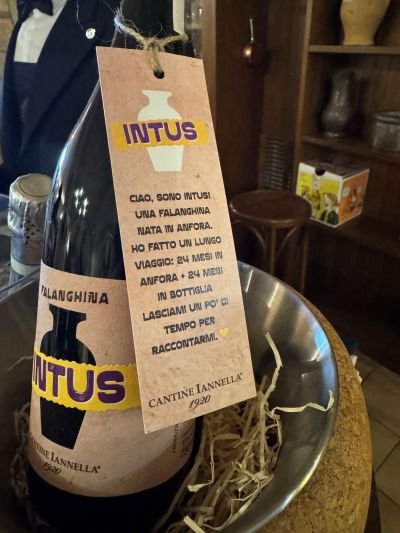 INTUS
CIAO, SONO INTUS!
UNA FALANGHINA
NATA IN ANFORA.
HO FATTO UN LUNGO
VIAGGIO: 24 MESI IN
ANFORA + 24 MESI
IN BOTTIGLIA
LASCIAMI UN PO' DI
TEMPO PER
RACCONTARMI.
CANTINE IANNELLA®
1920
FALANGHINA
INTUS
CANTINE IANNELLA®
1920